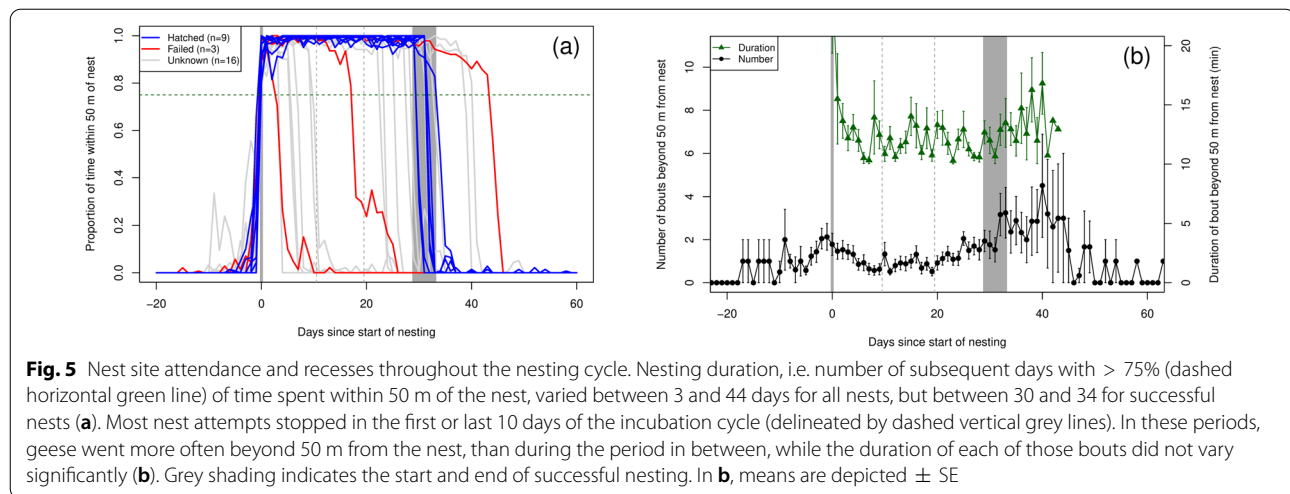 Hatched (n=9)
Failed (n=3)
Unknown (n=16)
(a)
1.0
0.8
0.6
0.4
0.2
0.0
Proportion of time within 50 m of nest
−20
0
20
40
60
Days since start of nesting
Duration
Number
(b)
10
8
6
4
2
0
Number of bouts beyond 50 m from nest
20
15
10
5
0
Duration of bout beyond 50 m from nest (min)
−20
0
20
40
60
Days since start of nesting
Fig. 5 Nest site attendance and recesses throughout the nesting cycle. Nesting duration, i.e. number of subsequent days with > 75% (dashed
horizontal green line) of time spent within 50 m of the nest, varied between 3 and 44 days for all nests, but between 30 and 34 for successful
nests (a). Most nest attempts stopped in the first or last 10 days of the incubation cycle (delineated by dashed vertical grey lines). In these periods,
geese went more often beyond 50 m from the nest, than during the period in between, while the duration of each of those bouts did not vary
significantly (b). Grey shading indicates the start and end of successful nesting. In b, means are depicted ± SE